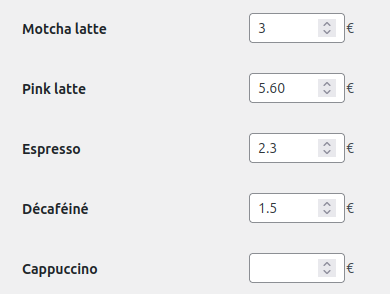 Motcha latte 3 €
Pink latte 5.60 €
Espresso 2.3 €
Décaféiné 1.5 €
Cappuccino €